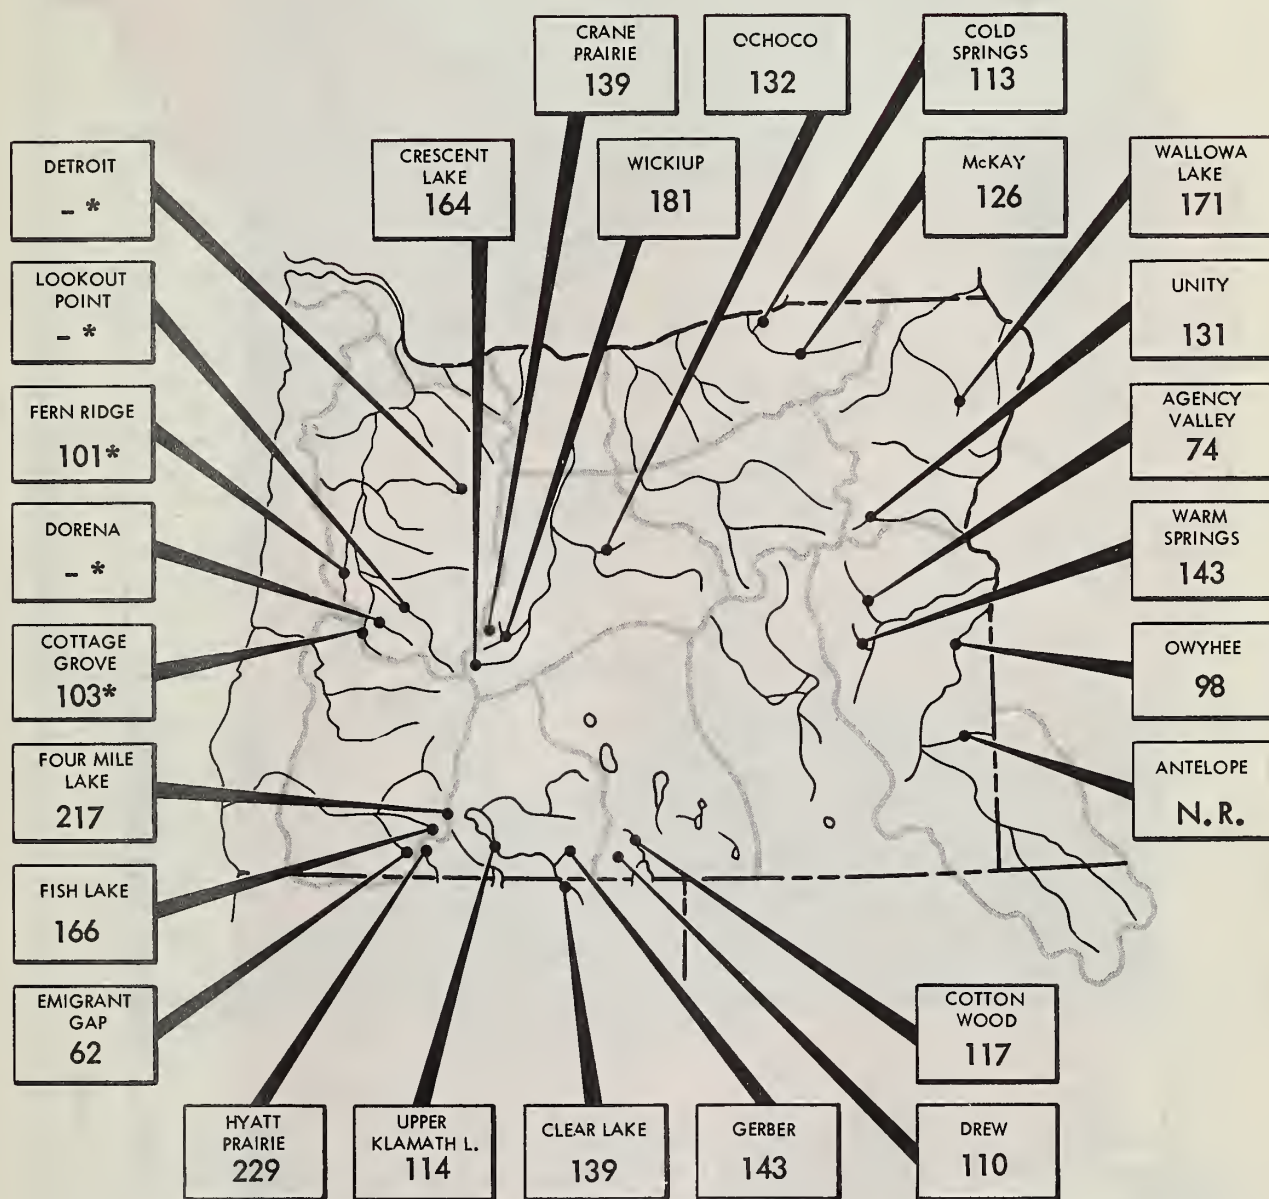 CRANE
PRAIRIE
139
OCHOCO
132
COLD
SPRINGS
113
DETROIT
- *
CRESCENT
LAKE
164
WICKIUP
181
McKAY
126
WALLOWA
LAKE
171
LOOKOUT
POINT
- *
UNITY
131
FERN RIDGE
101*
AGENCY
VALLEY
74
DORENA
- *
WARM
SPRINGS
143
COTTAGE
GROVE
103*
OWYHEE
98
FOUR MILE
LAKE
217
ANTELOPE
N.R.
FISH LAKE
166
EMIGRANT
GAP
62
COTTON
WOOD
117
HYATT
PRAIRIE
229
UPPER
KLAMATH L.
114
CLEAR LAKE
139
GERBER
143
DREW
110